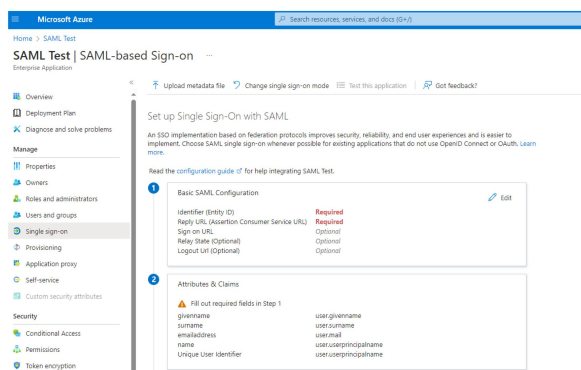 Microsoft Azure
Search resources, services, and docs (G+/)
Home > SAML Test
SAML Test | SAML-based Sign-on ...
Enterprise Application
Overview
Deployment Plan
Diagnose and solve problems
Manage
Properties
Owners
Roles and administrators
Users and groups
Single sign-on
Provisioning
Application proxy
Self-service
Custom security attributes
Security
Conditional Access
Permissions
Token encryption
Upload metadata file Change single sign-on mode Test this application Got feedback?
Set up Single Sign-On with SAML
An SSO implementation based on federation protocols improves security, reliability, and end user experiences and is easier to
implement. Choose SAML single sign-on whenever possible for existing applications that do not use OpenID Connect or OAuth. Learn
more.
Read the configuration guide for help integrating SAML Test.
1
Basic SAML Configuration
Edit
Identifier (Entity ID) Required
Reply URL (Assertion Consumer Service URL) Required
Sign on URL Optional
Relay State (Optional) Optional
Logout Url (Optional) Optional
2
Attributes & Claims
Fill out required fields in Step 1
givenname user.givenname
surname user.surname
emailaddress user.mail
name user.userprincipalname
Unique User Identifier user.userprincipalname